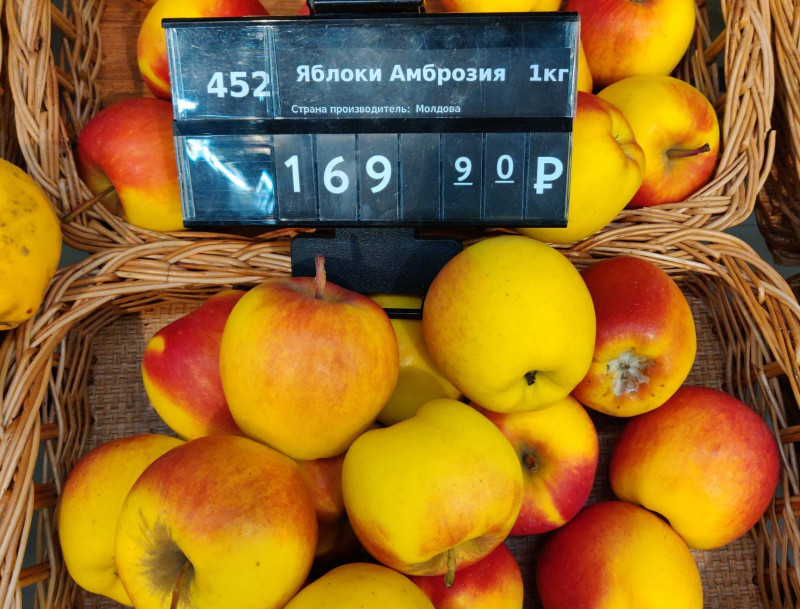 452 Яблоки Амброзия 1кг
Страна производитель: Молдова
169 90 ₽